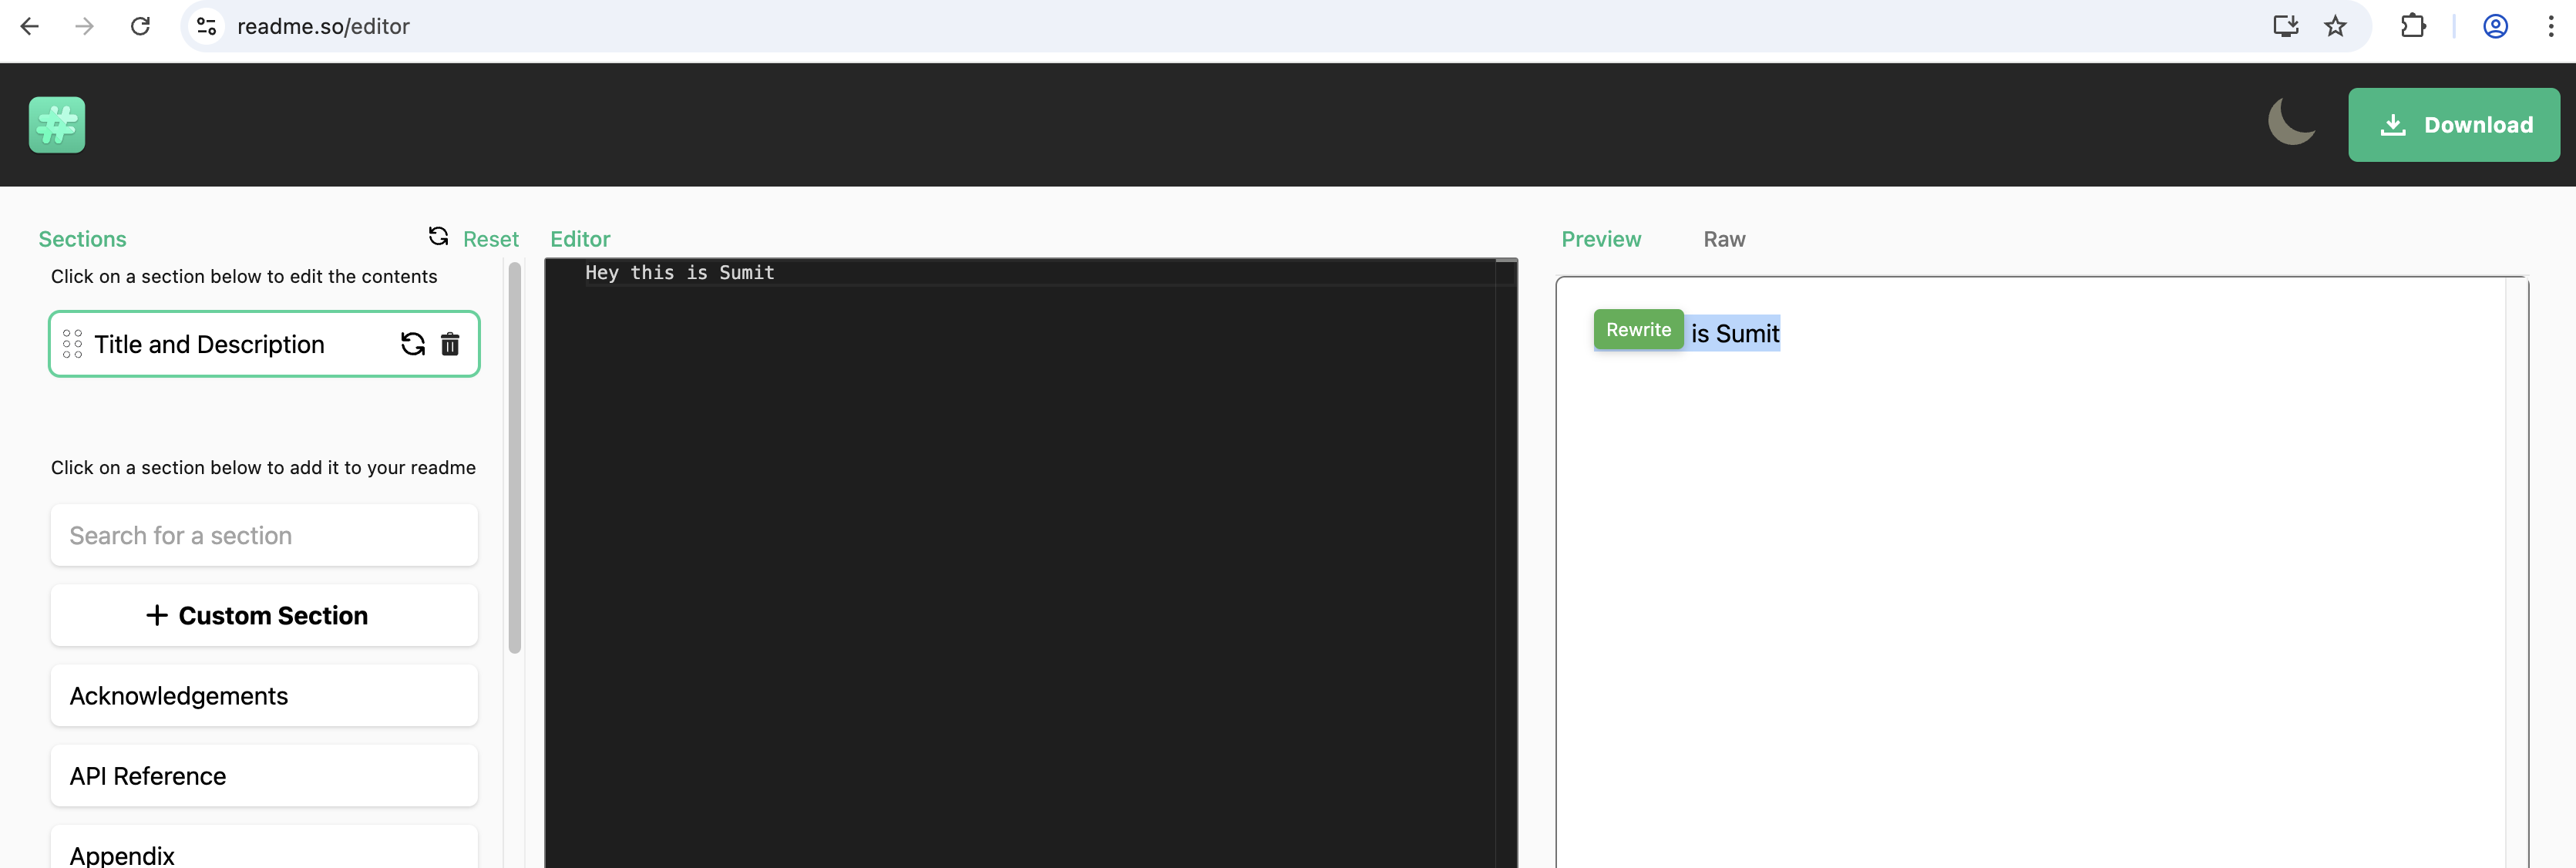 readme.so/editor
Download
Sections
Reset
Click on a section below to edit the contents
Title and Description
Click on a section below to add it to your readme
Search for a section
+ Custom Section
Acknowledgements
API Reference
Appendix
Editor
Hey this is Sumit
Preview Raw
Rewrite is Sumit